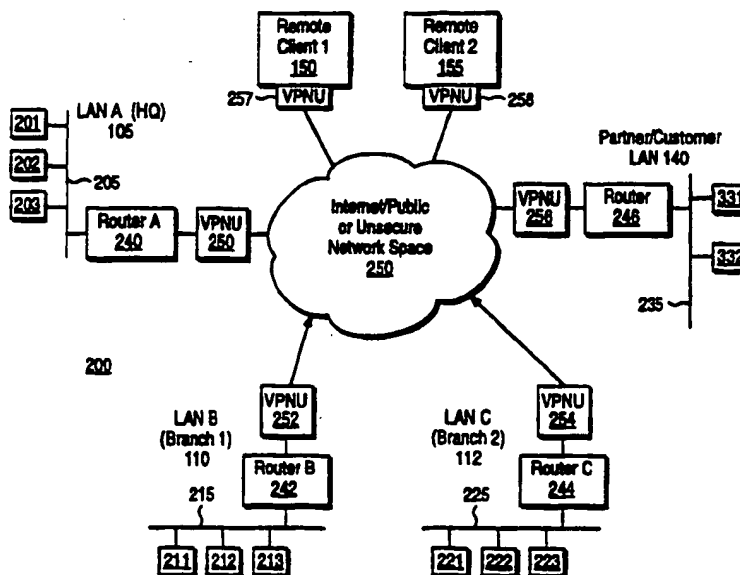 Remote
Client 1
150
VPNU
257
Remote
Client 2
155
VPNU
258
LAN A (HQ)
105
201
202
203
205
Router A
240
VPNU
250
Internet/Public
or Unsecure
Network Space
250
VPNU
256
Router
246
Partner/Customer
LAN 140
331
332
235
200
LAN B
(Branch 1)
110
VPNU
252
Router B
242
215
211
212
213
LAN C
(Branch 2)
112
VPNU
254
Router C
244
225
221
222
223